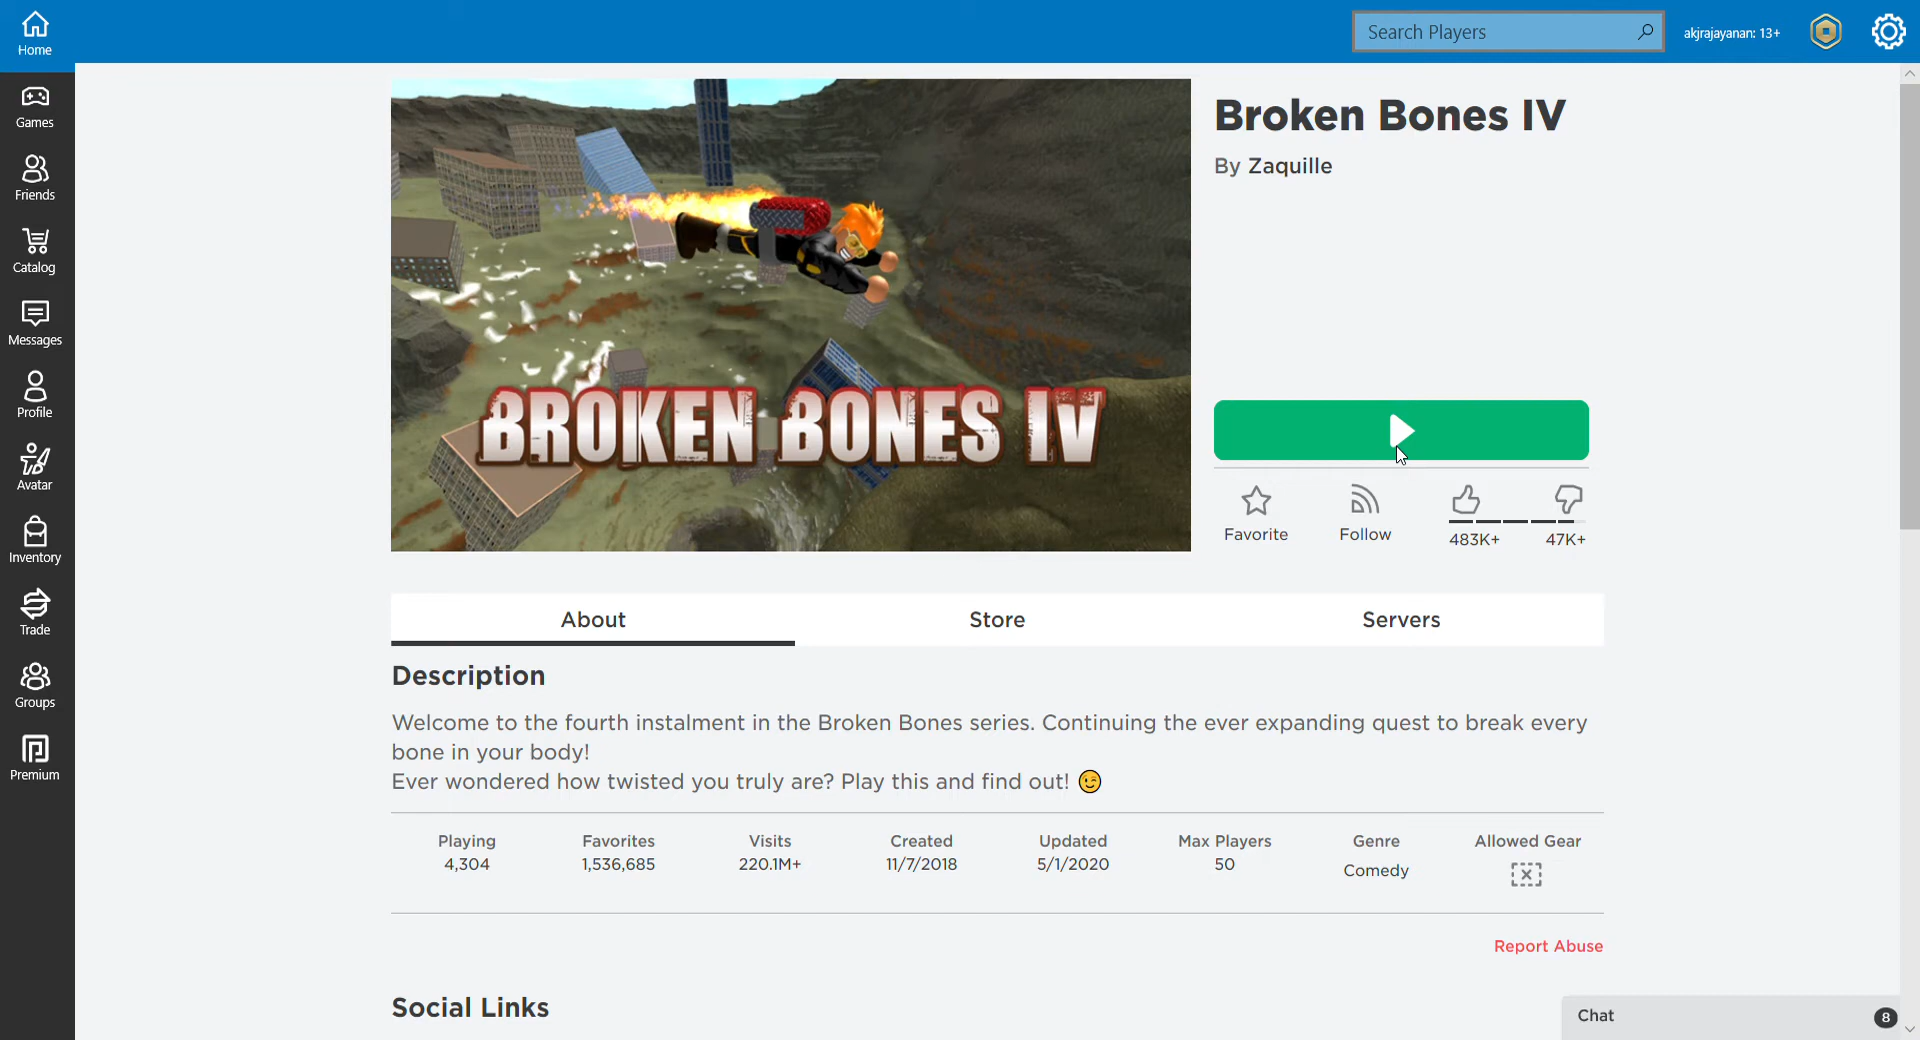 Home
Search Players
akjrajayanan: 13+
Games
Friends
Catalog
Messages
Profile
Avatar
Inventory
Trade
Groups
Premium
BROKEN BONES IV
Broken Bones IV
By Zaquille
Favorite
Follow
483K+
47K+
About
Store
Servers
Description
Welcome to the fourth instalment in the Broken Bones series. Continuing the ever expanding quest to break every
bone in your body!
Ever wondered how twisted you truly are? Play this and find out! 😉
Playing
Favorites
Visits
Created
Updated
Max Players
Genre
Allowed Gear
4,304
1,536,685
220.1M+
11/7/2018
5/1/2020
50
Comedy
Report Abuse
Social Links
Chat
8